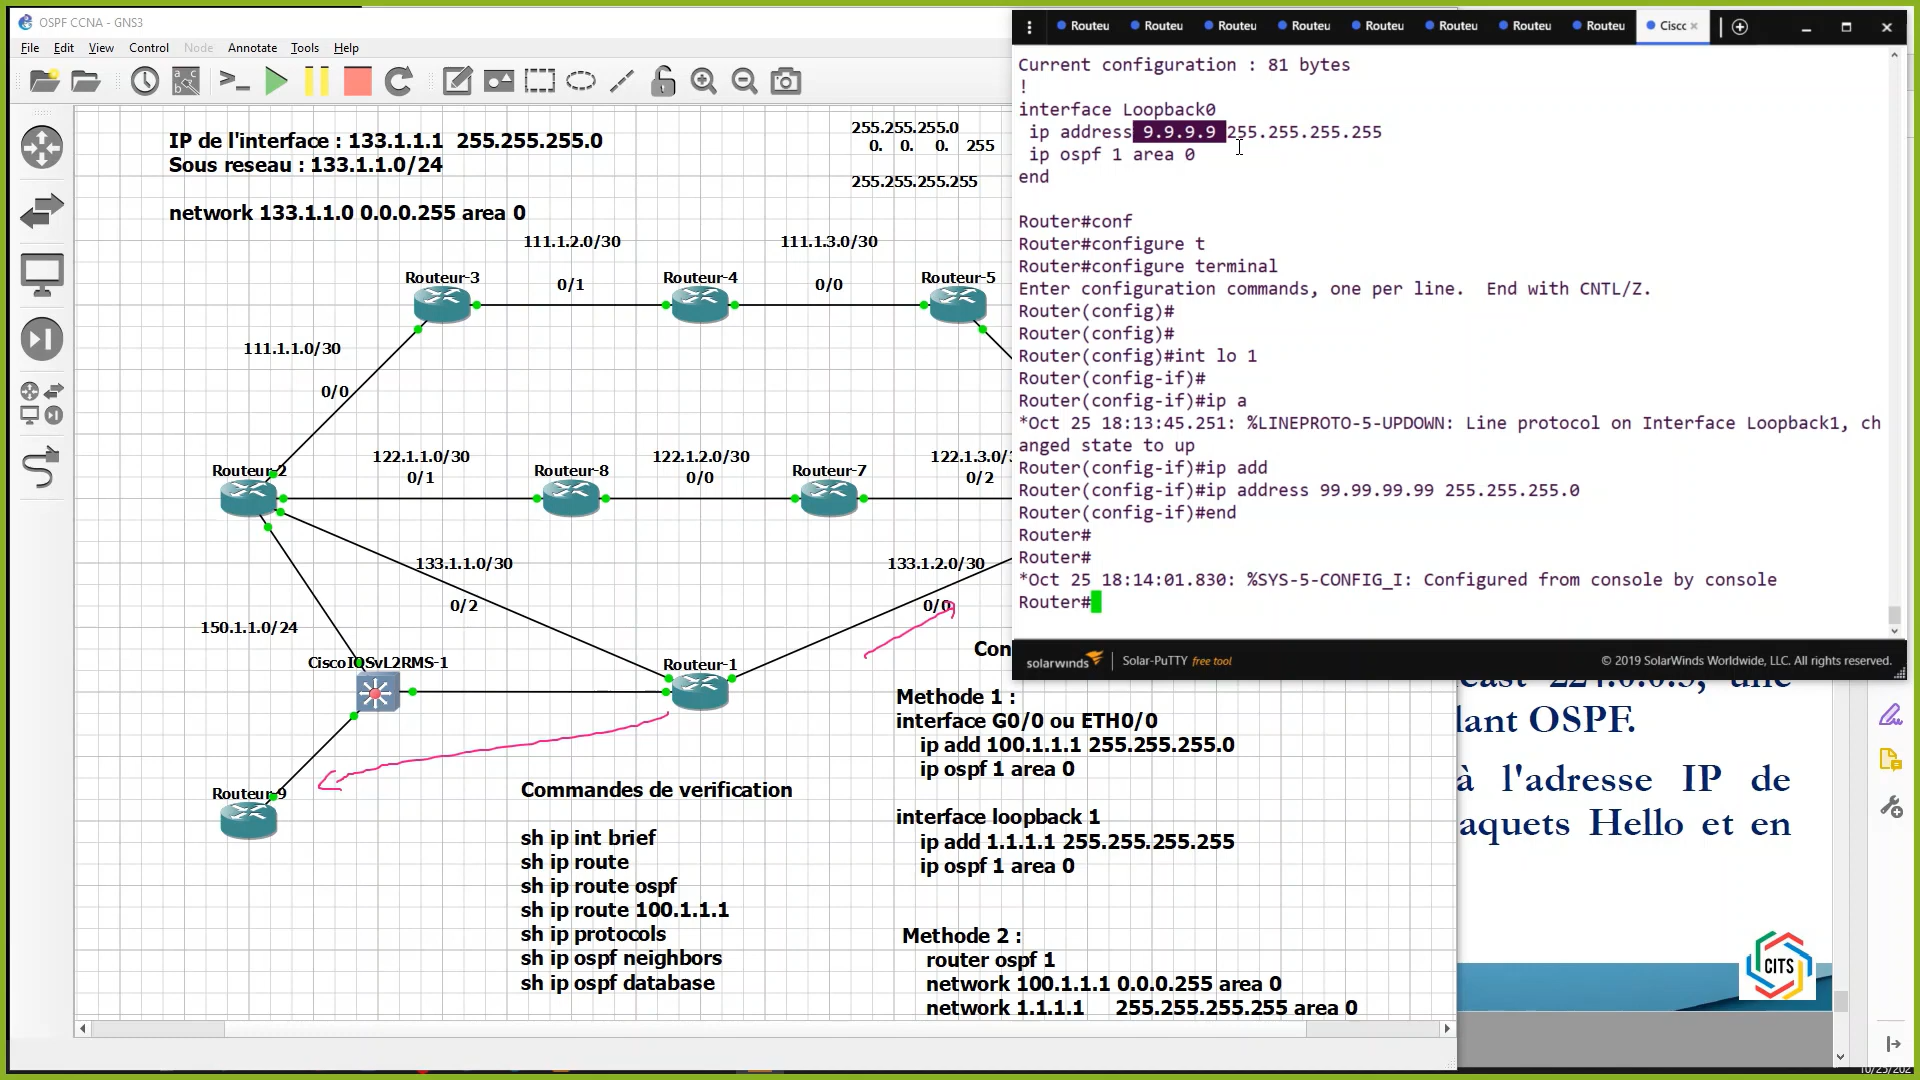 OSPF CCNA - GNS3
File Edit View Control Node Annotate Tools Help
IP de l'interface : 133.1.1.1 255.255.255.0
Sous reseau : 133.1.1.0/24
network 133.1.1.0 0.0.0.255 area 0
255.255.255.0
0. 0. 0. 255
255.255.255.255
111.1.2.0/30
111.1.3.0/30
Routeur-3
0/1
Routeur-4
0/0
Routeur-5
111.1.1.0/30
0/0
Routeur-2
122.1.1.0/30
0/1
Routeur-8
122.1.2.0/30
0/0
Routeur-7
122.1.3.0/
0/2
133.1.1.0/30
0/2
133.1.2.0/30
0/0
150.1.1.0/24
CiscoIOSvL2RMS-1
Routeur-1
Routeur-9
Commandes de verification
sh ip int brief
sh ip route
sh ip route ospf
sh ip route 100.1.1.1
sh ip protocols
sh ip ospf neighbors
sh ip ospf database
Con
Methode 1 :
interface G0/0 ou ETH0/0
ip add 100.1.1.1 255.255.255.0
ip ospf 1 area 0
interface loopback 1
ip add 1.1.1.1 255.255.255.255
ip ospf 1 area 0
Methode 2 :
router ospf 1
network 100.1.1.1 0.0.0.255 area 0
network 1.1.1.1 255.255.255.255 area 0
Routeu Routeu Routeu Routeu Routeu Routeu Routeu Routeu Cisco
Current configuration : 81 bytes
!
interface Loopback0
ip address 9.9.9.9 255.255.255.255
ip ospf 1 area 0
end
Router#conf
Router#configure t
Router#configure terminal
Enter configuration commands, one per line. End with CNTL/Z.
Router(config)#
Router(config)#
Router(config)#int lo 1
Router(config-if)#
Router(config-if)#ip a
*Oct 25 18:13:45.251: %LINEPROTO-5-UPDOWN: Line protocol on Interface Loopback1, ch
anged state to up
Router(config-if)#ip add
Router(config-if)#ip address 99.99.99.99 255.255.255.0
Router(config-if)#end
Router#
Router#
*Oct 25 18:14:01.830: %SYS-5-CONFIG_I: Configured from console by console
Router#
solarwinds Solar-PuTTY free tool © 2019 SolarWinds Worldwide, LLC. All rights reserved.
lant OSPF.
à l'adresse IP de
aquets Hello et en
CITS